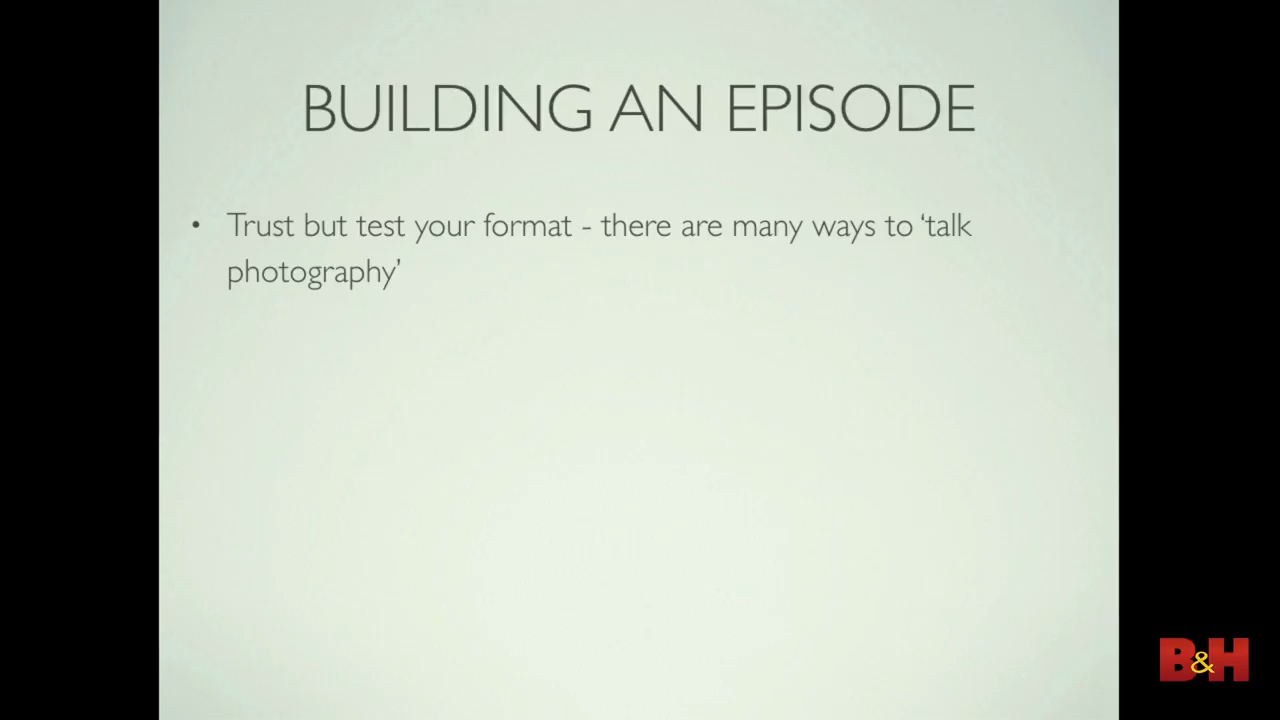 BUILDING AN EPISODE
• Trust but test your format - there are many ways to ‘talk
photography’
B&H